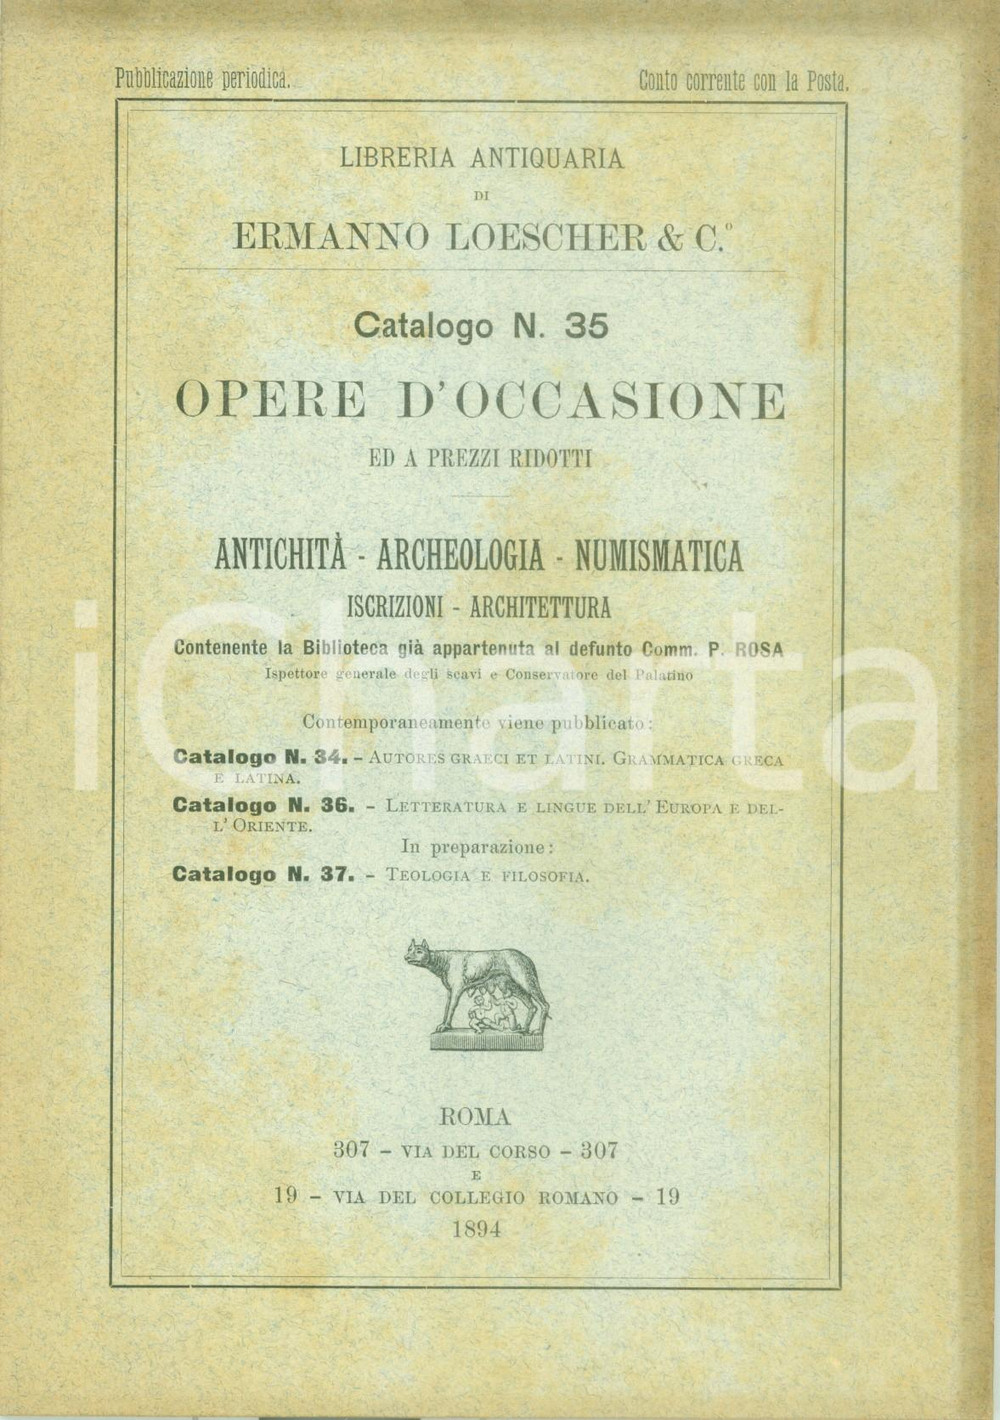 Pubblicazione periodica.
Conto corrente con la Posta.
LIBRERIA ANTIQUARIA
DI
ERMANNO LOESCHER & C.º
Catalogo N. 35
OPERE D'OCCASIONE
ED A PREZZI RIDOTTI
ANTICHITÀ - ARCHEOLOGIA - NUMISMATICA
ISCRIZIONI - ARCHITETTURA
Contenente la Biblioteca già appartenuta al defunto Comm. P. ROSA
Ispettore generale degli scavi e Conservatore del Palatino
Contemporaneamente viene pubblicato:
Catalogo N. 34. - AUTORES GRAECI ET LATINI. GRAMMATICA GRECA
E LATINA.
Catalogo N. 36. - LETTERATURA E LINGUE DELL' EUROPA E DEL-
L' ORIENTE.
In preparazione:
Catalogo N. 37. - TEOLOGIA E FILOSOFIA.
ROMA
307 - VIA DEL CORSO - 307
E
19 - VIA DEL COLLEGIO ROMANO - 19
1894
iCharta